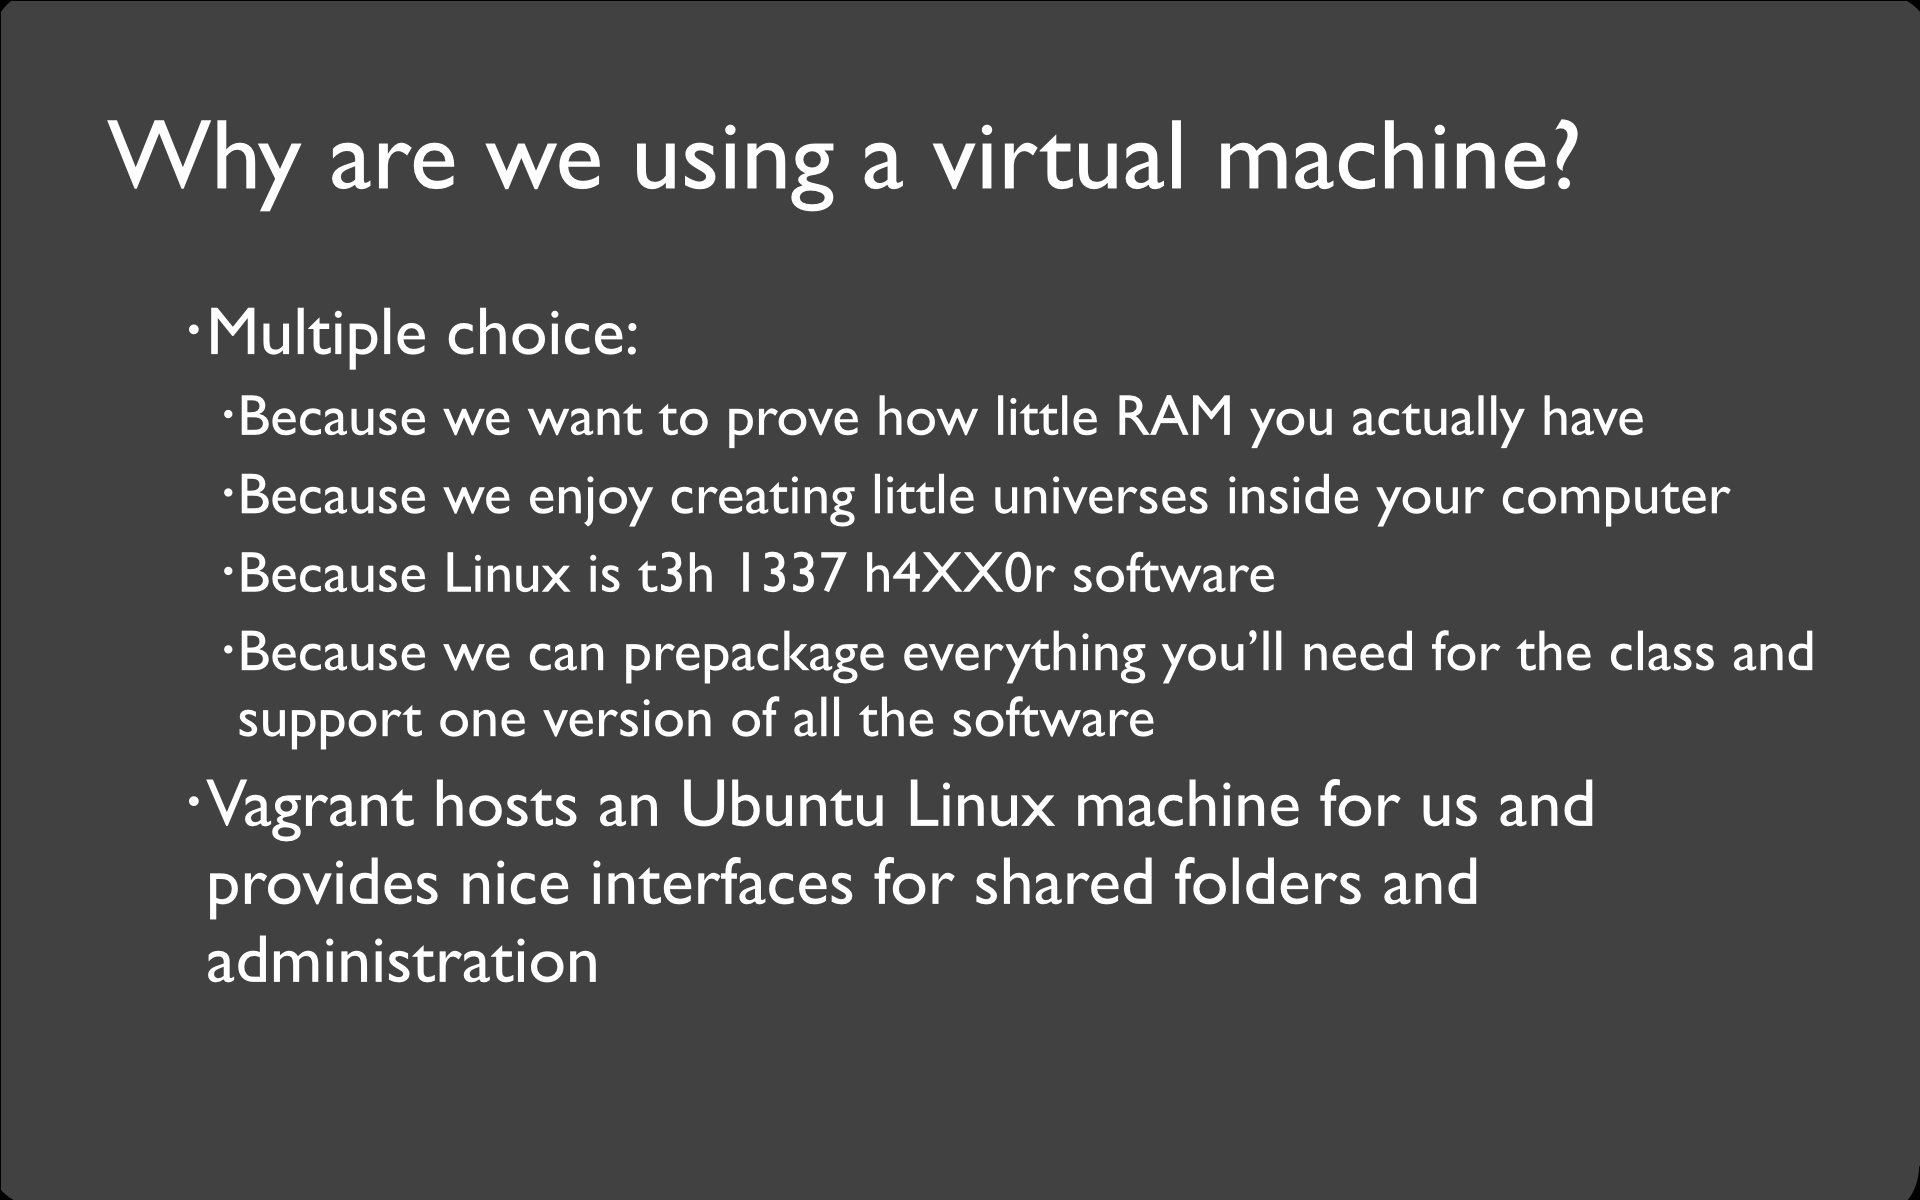 Why are we using a virtual machine?
·Multiple choice:
·Because we want to prove how little RAM you actually have
·Because we enjoy creating little universes inside your computer
·Because Linux is t3h 1337 h4XX0r software
·Because we can prepackage everything you’ll need for the class and
support one version of all the software
·Vagrant hosts an Ubuntu Linux machine for us and
provides nice interfaces for shared folders and
administration